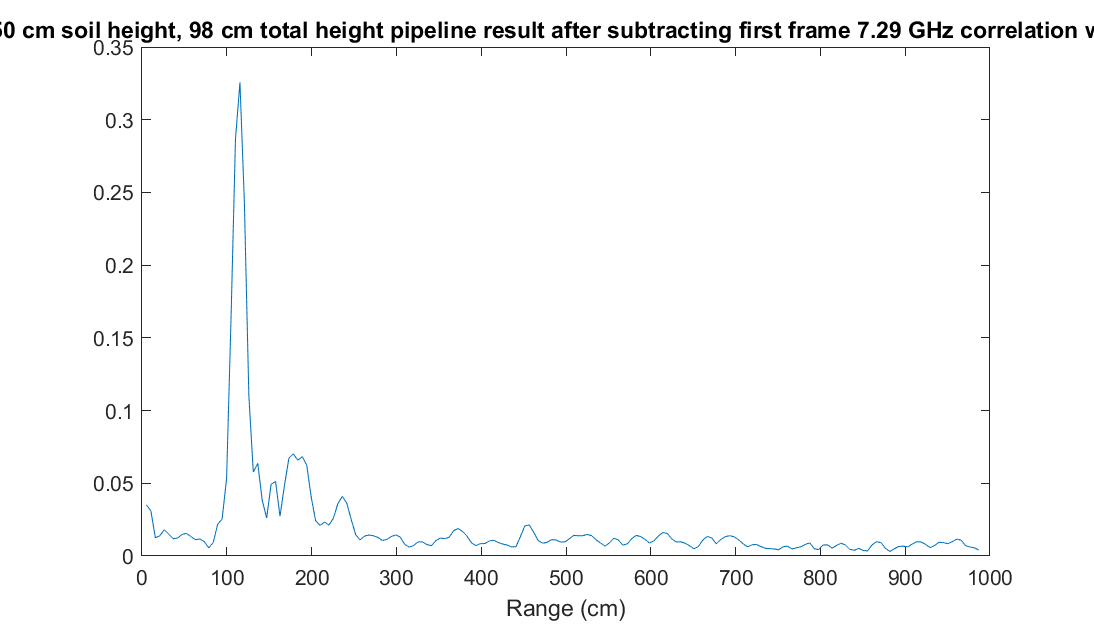 50 cm soil height, 98 cm total height pipeline result after subtracting first frame 7.29 GHz correlation
0.35
0.3
0.25
0.2
0.15
0.1
0.05
0
0 100 200 300 400 500 600 700 800 900 1000
Range (cm)